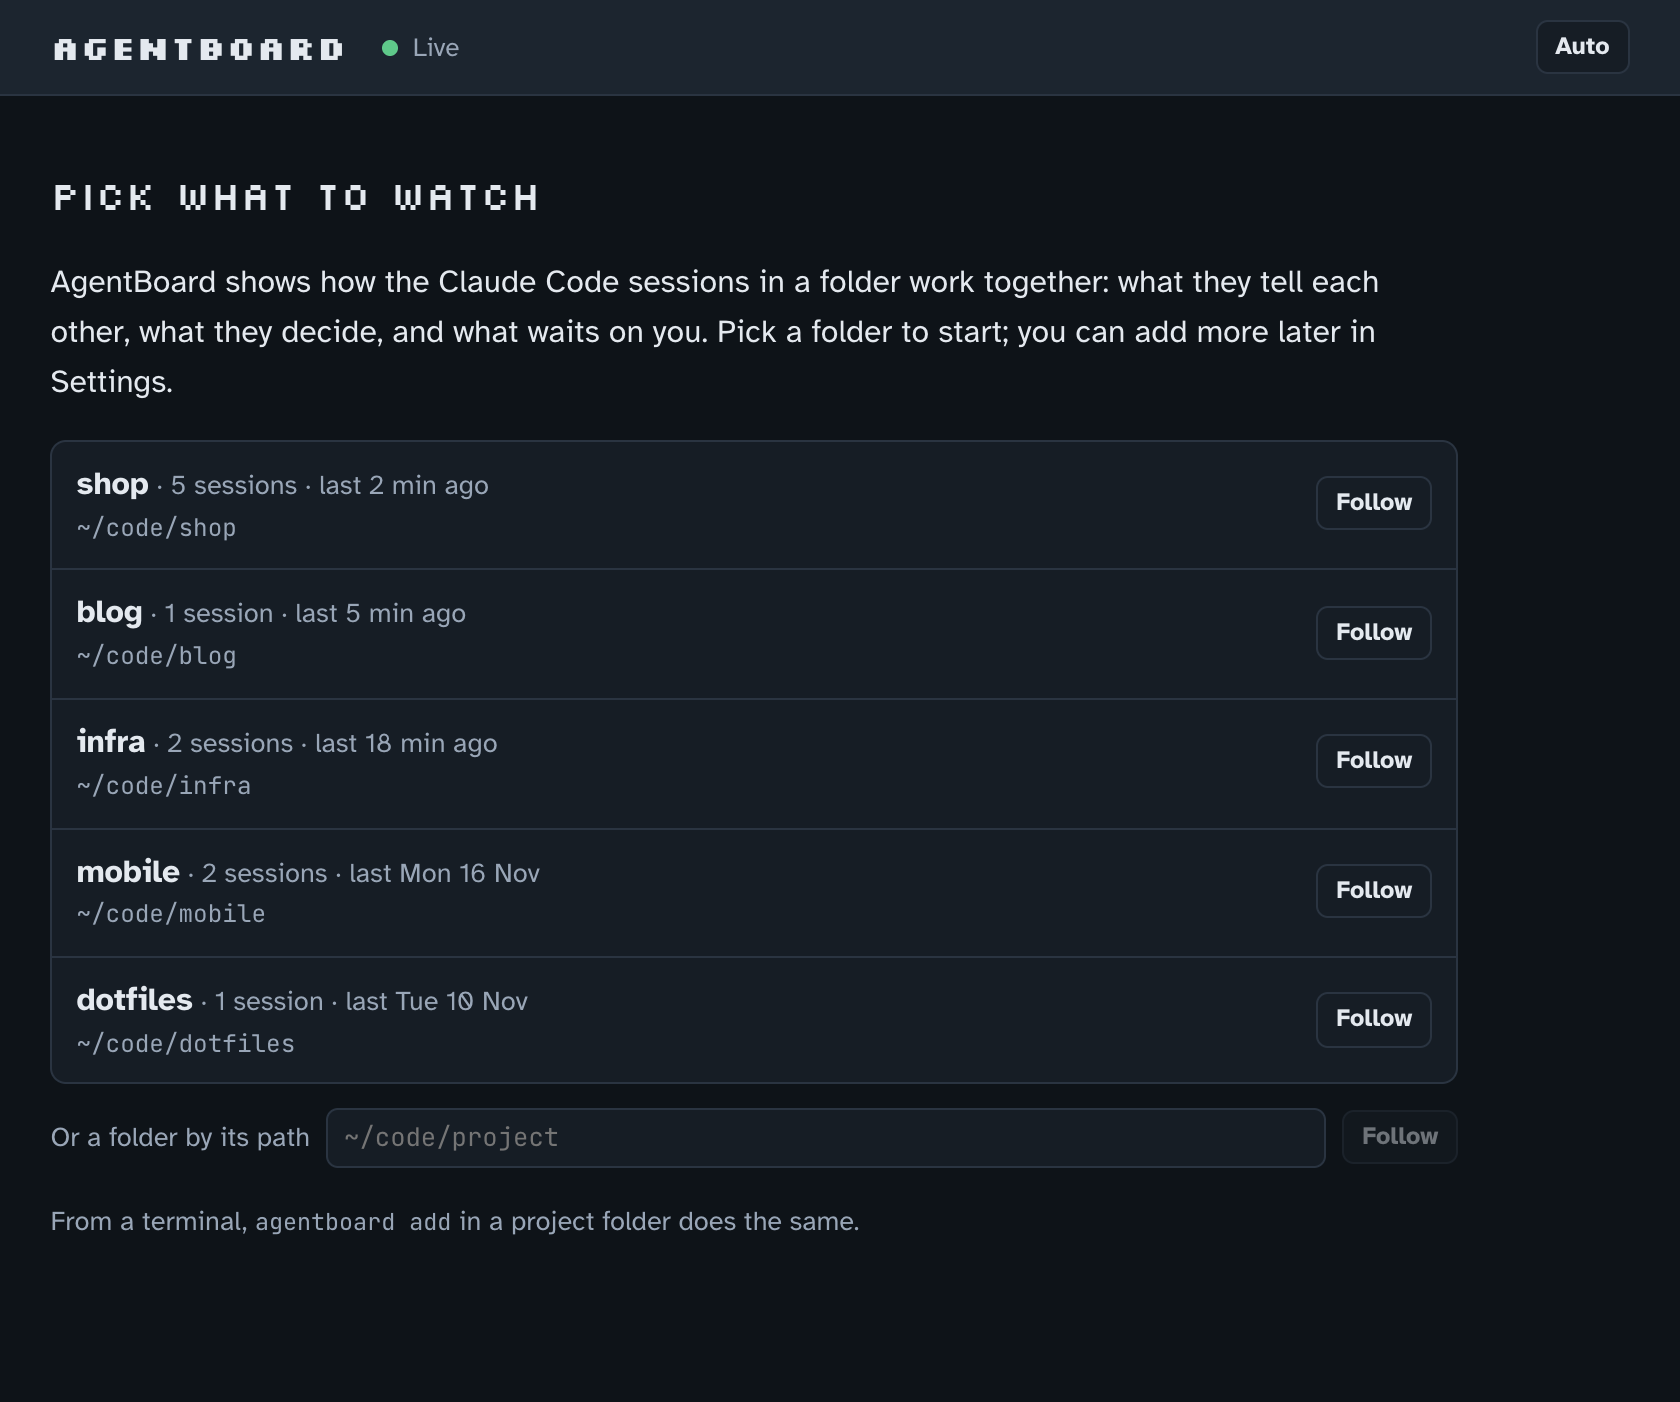 AGENTBOARD Live Auto
PICK WHAT TO WATCH
AgentBoard shows how the Claude Code sessions in a folder work together: what they tell each
other, what they decide, and what waits on you. Pick a folder to start; you can add more later in
Settings.
shop · 5 sessions · last 2 min ago
~/code/shop
Follow
blog · 1 session · last 5 min ago
~/code/blog
Follow
infra · 2 sessions · last 18 min ago
~/code/infra
Follow
mobile · 2 sessions · last Mon 16 Nov
~/code/mobile
Follow
dotfiles · 1 session · last Tue 10 Nov
~/code/dotfiles
Follow
Or a folder by its path ~/code/project Follow
From a terminal, agentboard add in a project folder does the same.